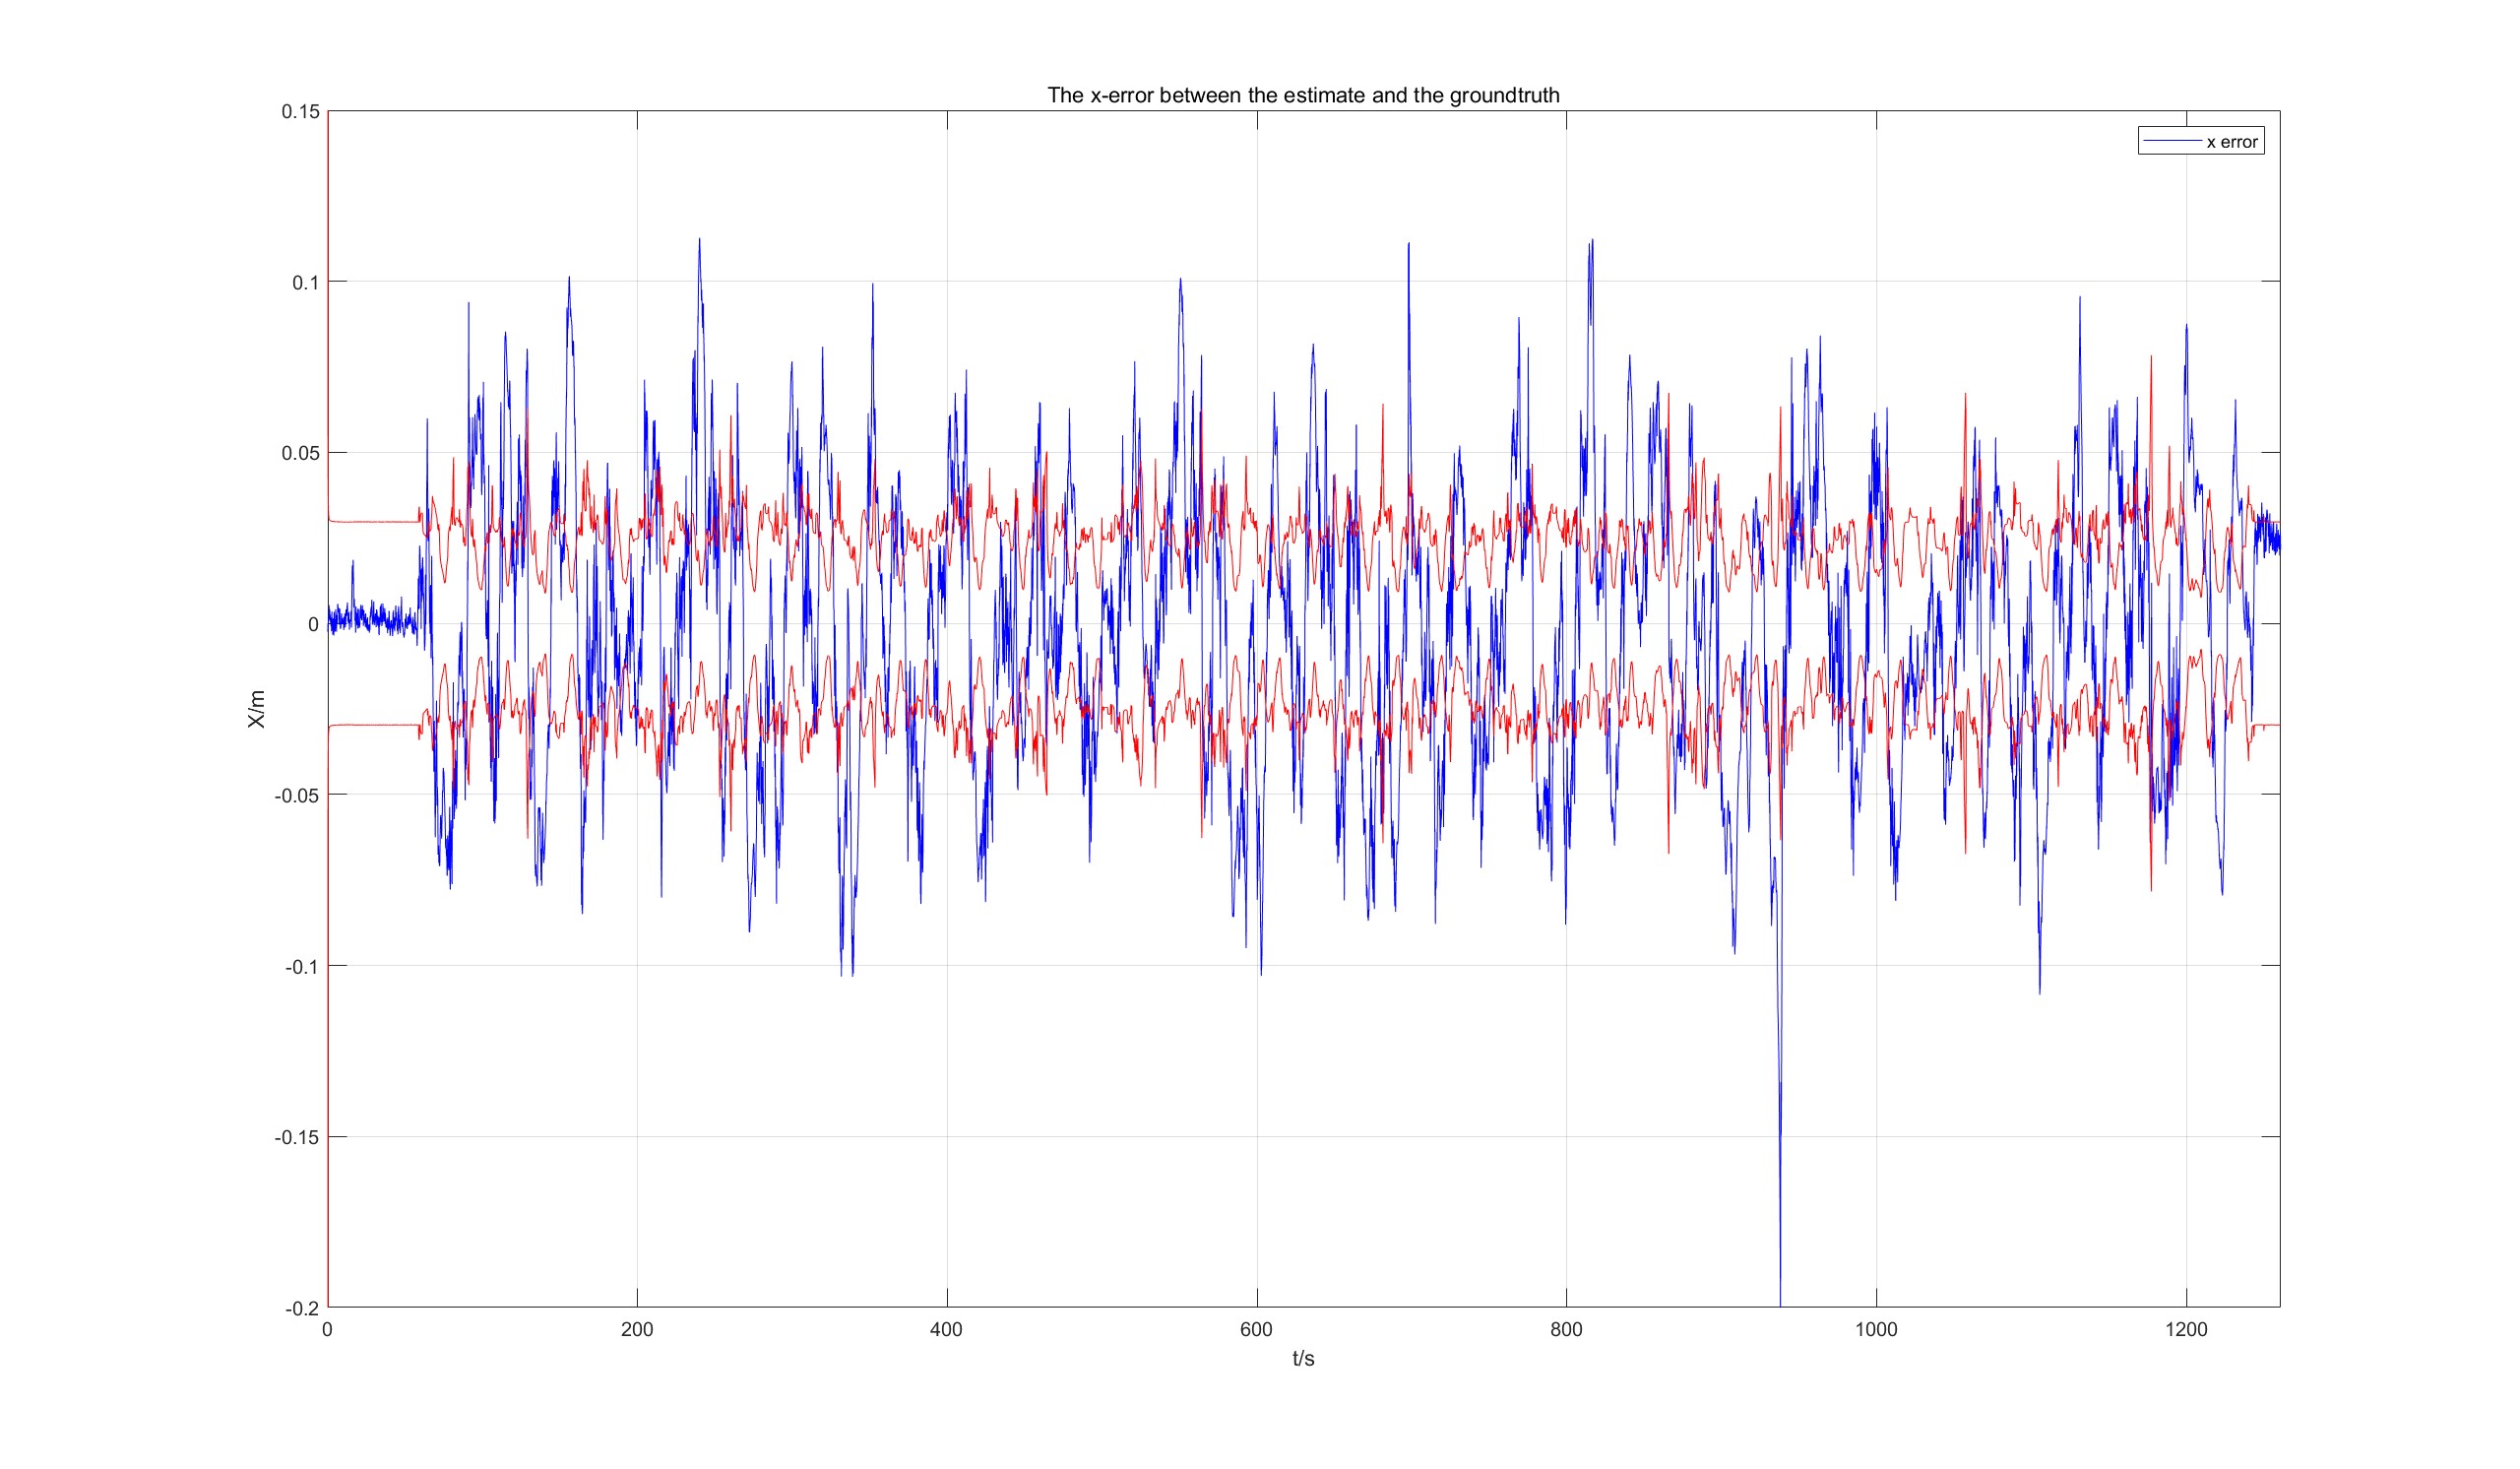 The x-error between the estimate and the groundtruth
x error
0.15
0.1
0.05
0
-0.05
-0.1
-0.15
-0.2
X/m
0 200 400 600 800 1000 1200
t/s